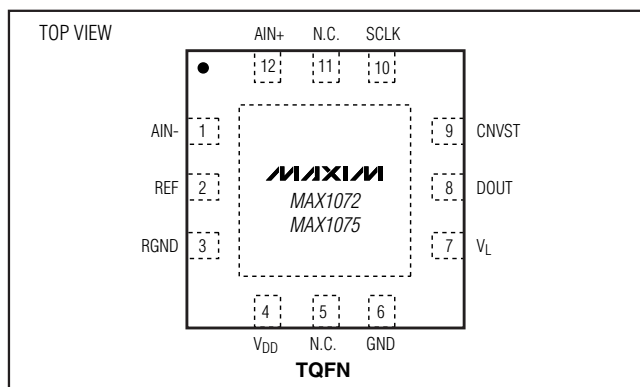 TOP VIEW
AIN+ N.C. SCLK
12 11 10
AIN- 1 9 CNVST
MAXIM
REF 2 MAX1072 8 DOUT
MAX1075
RGND 3 7 VL
4 5 6
VDD N.C. GND
TQFN